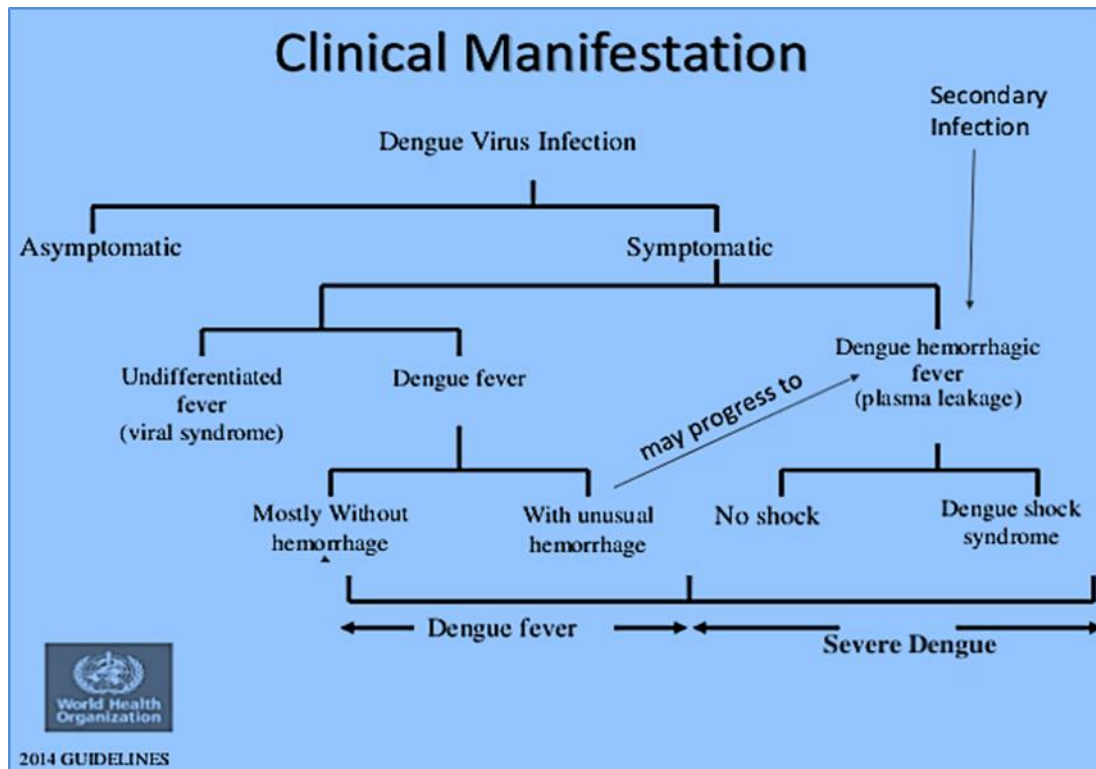 Clinical Manifestation
Secondary
Infection
Dengue Virus Infection
Asymptomatic
Symptomatic
Undifferentiated
fever
(viral syndrome)
Dengue fever
may progress to
Dengue hemorrhagic
fever
(plasma leakage)
Mostly Without
hemorrhage
With unusual
hemorrhage
No shock
Dengue shock
syndrome
Dengue fever
Severe Dengue
World Health
Organization
2014 GUIDELINES